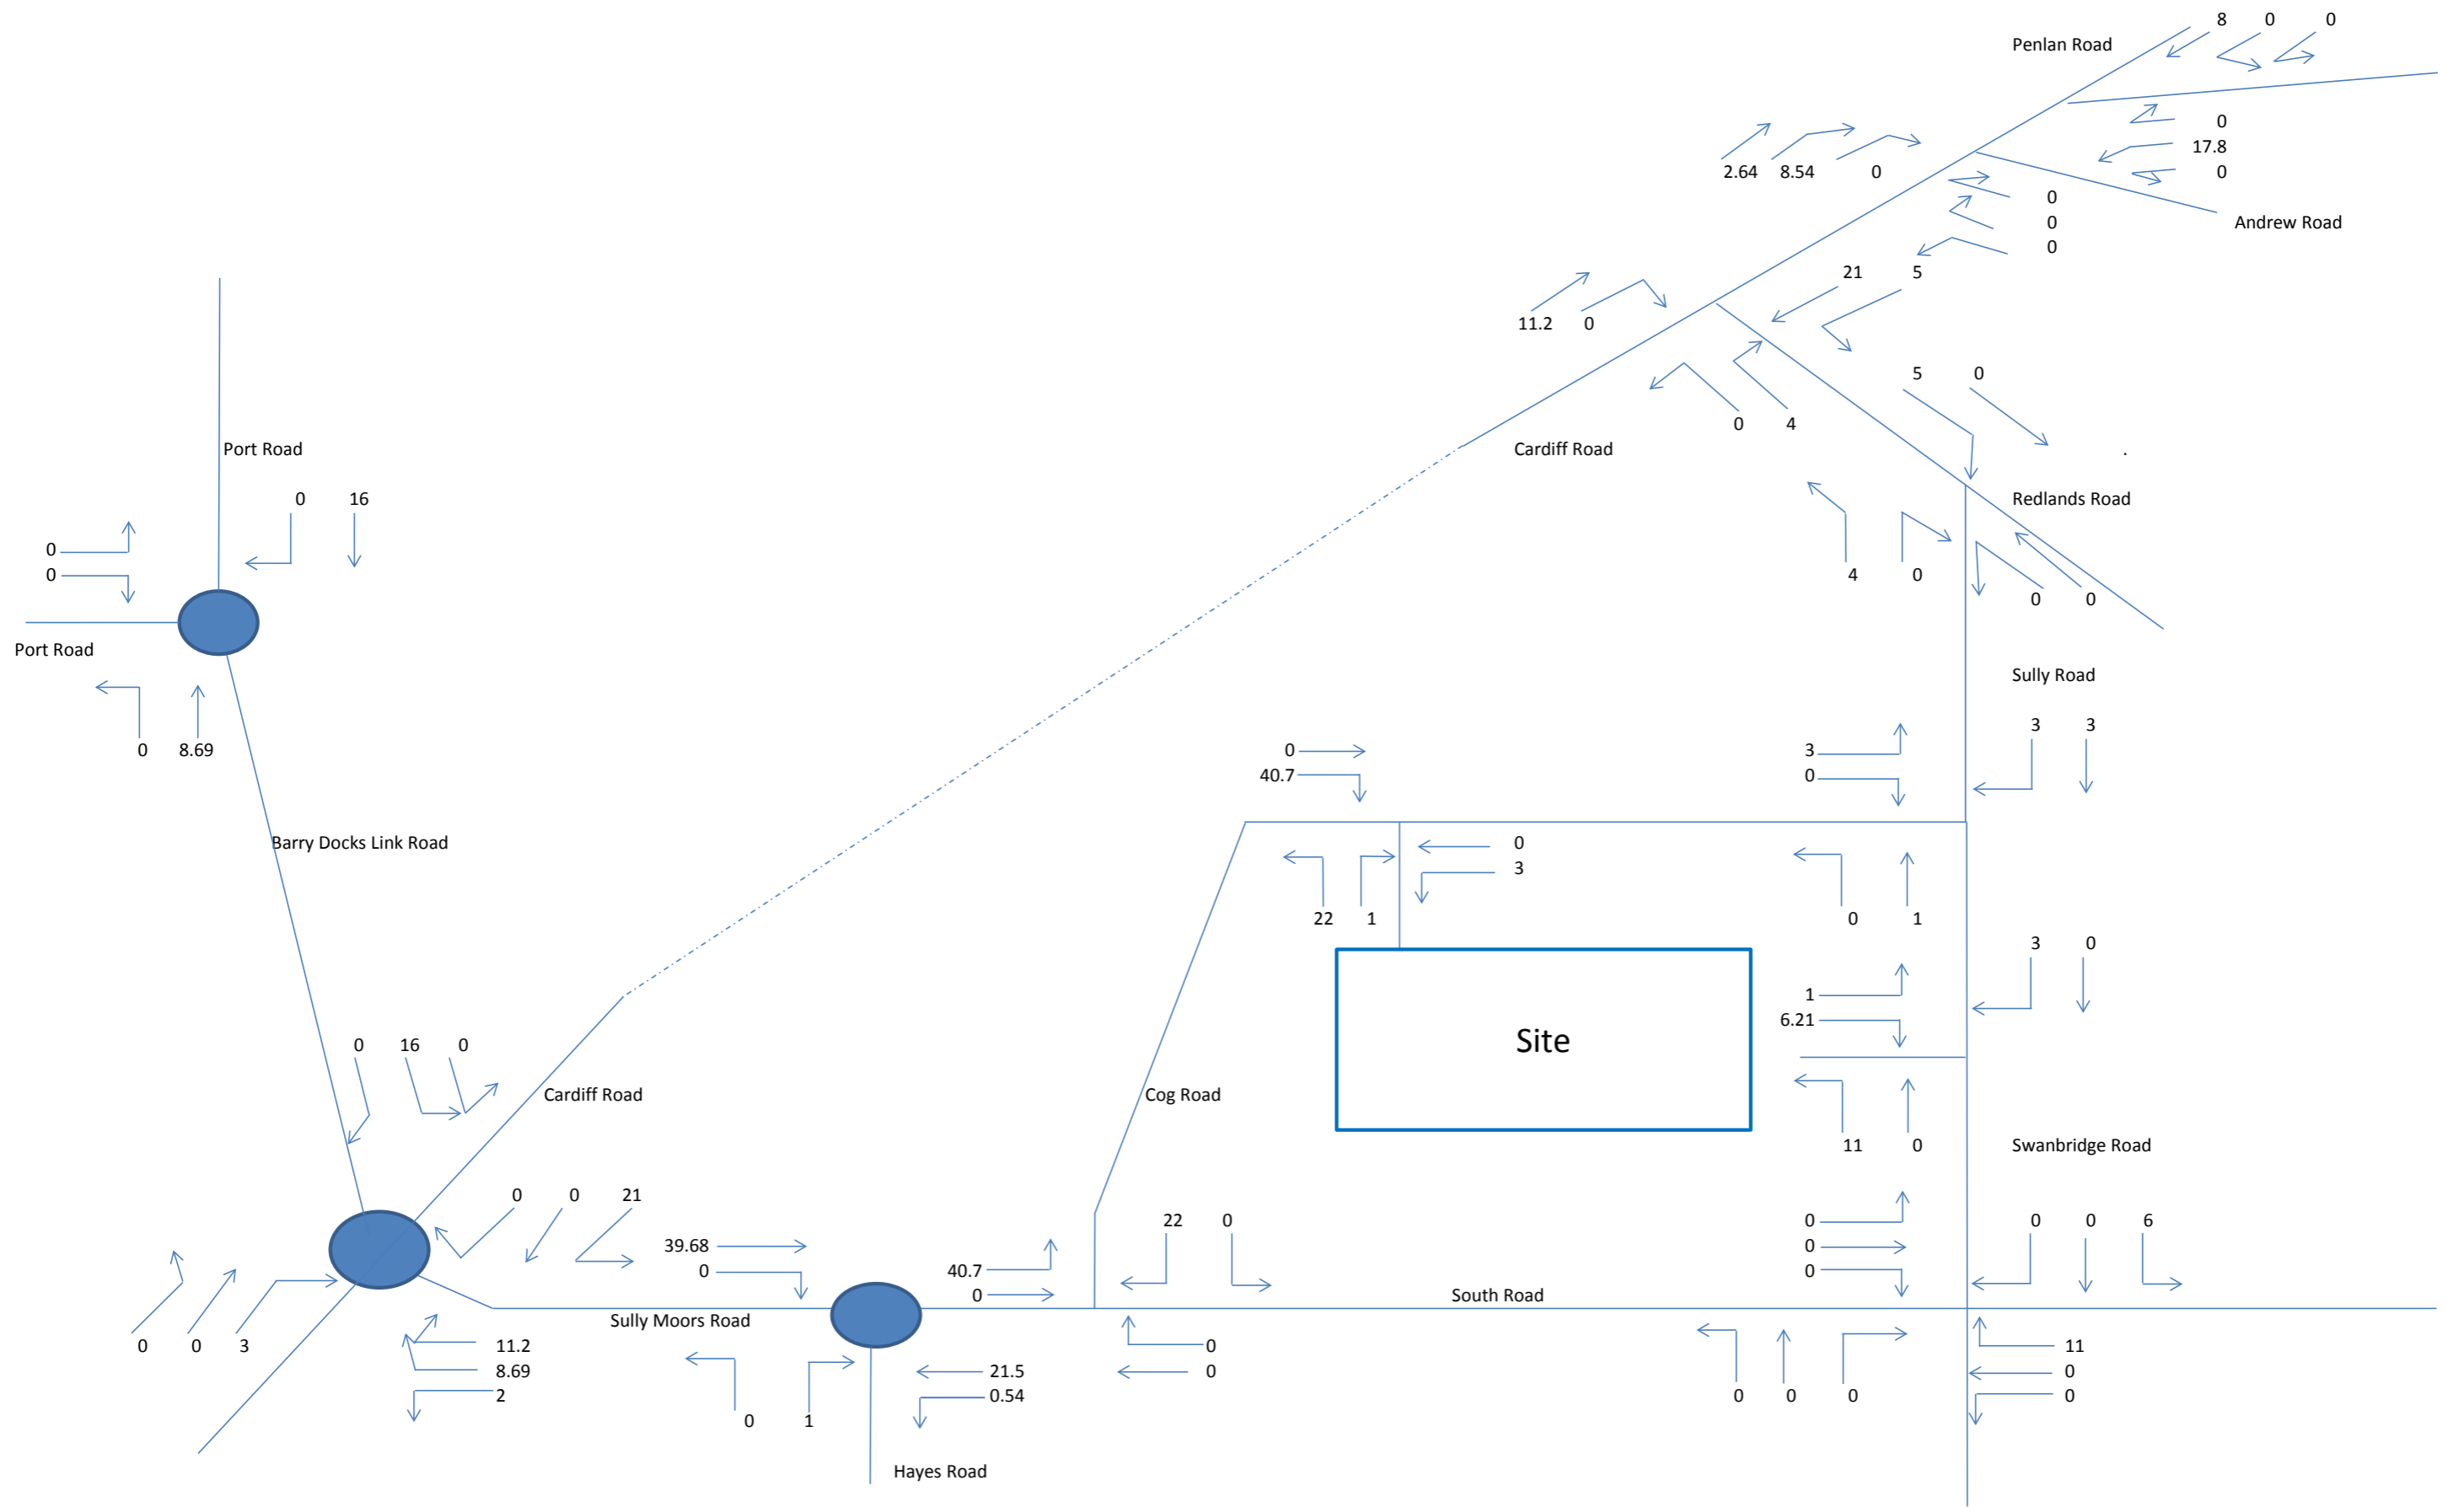 8 0 0
Penlan Road
0
17.8
0
2.64 8.54 0
0
0
0
Andrew Road
21 5
11.2 0
5 0
0 4
Port Road
Cardiff Road
.
0 16
Redlands Road
0
0
4 0
0 0
Port Road
Sully Road
3 3
0 8.69
0
40.7
3
0
Barry Docks Link Road
0
3
22 1
0 1
3 0
1
6.21
Site
0 16 0
Cardiff Road
Cog Road
11 0
Swanbridge Road
0 0 21
22 0
0
0
0
0 0 6
39.68
0
40.7
0
South Road
Sully Moors Road
0 0 3
11.2
8.69
2
0
0
11
0
0
21.5
0.54
0 0 0
0 1
Hayes Road